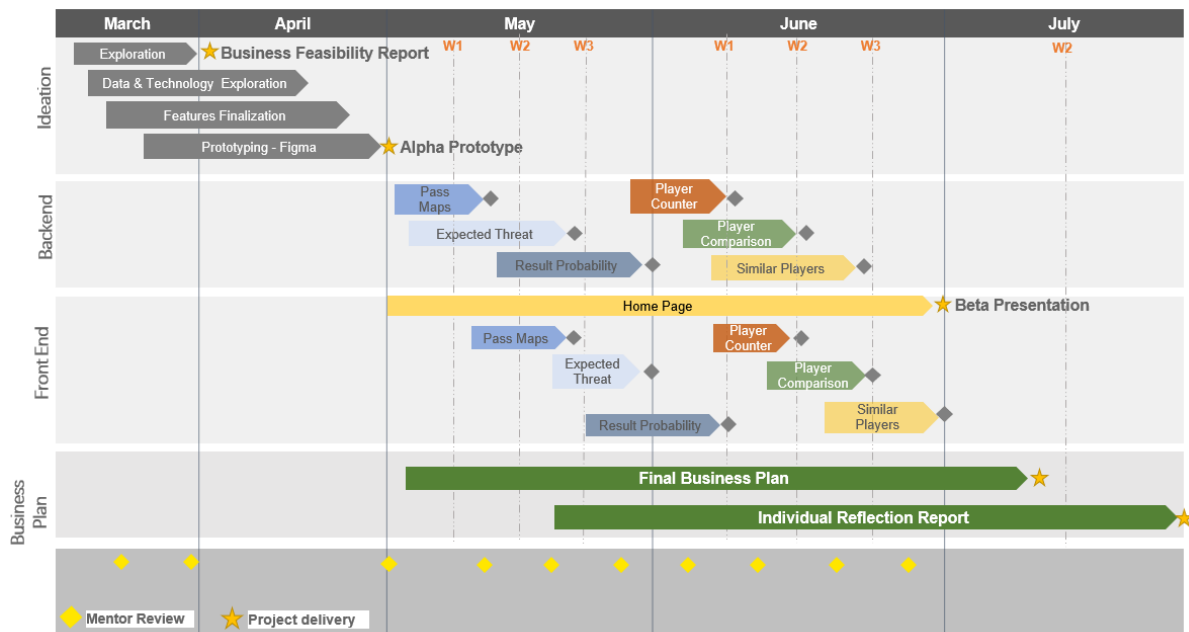 March April May June July
W1 W2 W3 W1 W2 W3 W2
Ideation
Exploration
Business Feasibility Report
Data & Technology Exploration
Features Finalization
Prototyping - Figma
Alpha Prototype
Backend
Pass
Maps
Player
Counter
Expected Threat
Player
Comparison
Result Probability
Similar Players
Front End
Home Page
Beta Presentation
Pass Maps
Player
Counter
Expected
Threat
Player
Comparison
Result Probability
Similar
Players
Business
Plan
Final Business Plan
Individual Reflection Report
Mentor Review
Project delivery